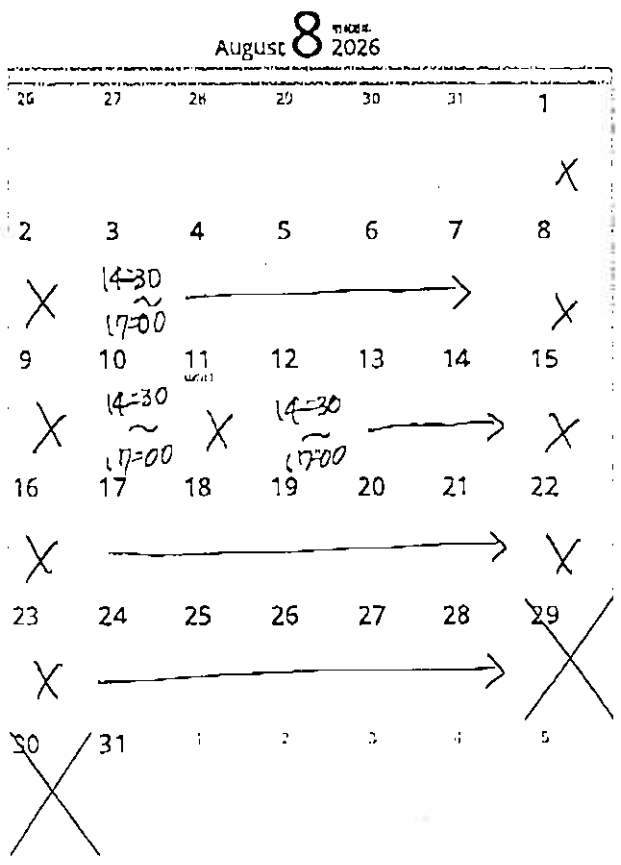 August 8 2026
26 27 28 29 30 31 1
X
2 3 4 5 6 7 8
X 14:30 ~ 17:00 → X
9 10 11 12 13 14 15
X 14:30 ~ 17:00 X 14:30 ~ 17:00 → X
16 17 18 19 20 21 22
X → X
23 24 25 26 27 28 29
X → X
30 31 1 2 3 4 5
X